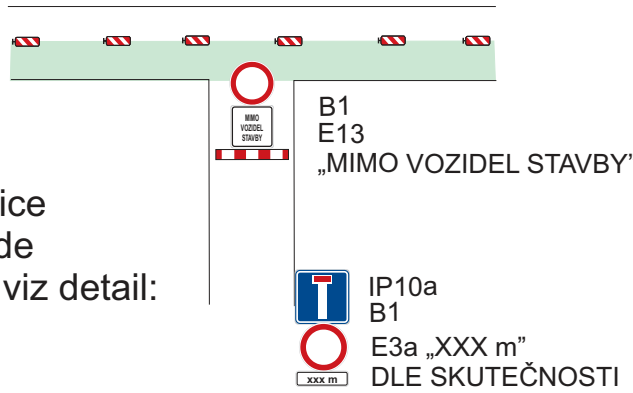 MIMO
VOZIDEL
STAVBY
B1
E13
„MIMO VOZIDEL STAVBY'
ice
de
viz detail:
IP10a
B1
E3a „XXX m”
xxx m
DLE SKUTEČNOSTI